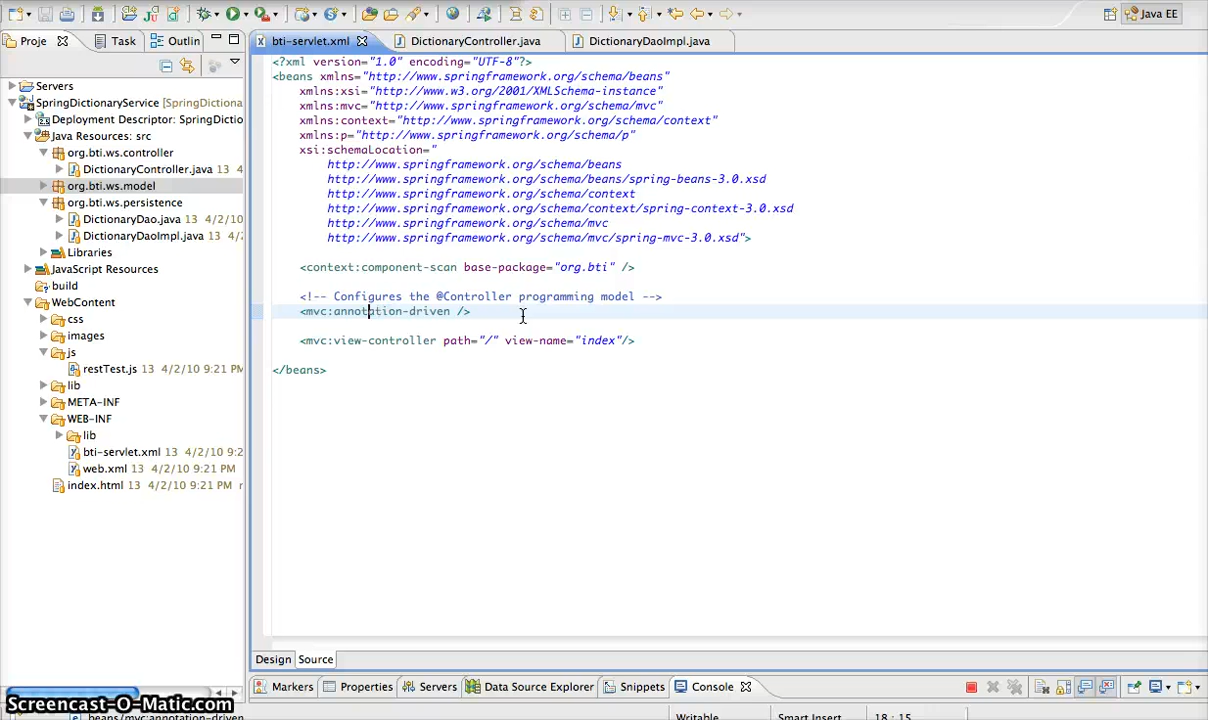 Java EE
Proje Task Outlin
bti-servlet.xml DictionaryController.java DictionaryDaoImpl.java
Servers
SpringDictionaryService [SpringDictiona
Deployment Descriptor: SpringDictio
Java Resources: src
org.bti.ws.controller
DictionaryController.java 13 4
org.bti.ws.model
org.bti.ws.persistence
DictionaryDao.java 13 4/2/10
DictionaryDaoImpl.java 13 4/2
Libraries
JavaScript Resources
build
WebContent
css
images
js
restTest.js 13 4/2/10 9:21 PM
lib
META-INF
WEB-INF
lib
bti-servlet.xml 13 4/2/10 9:2
web.xml 13 4/2/10 9:21 PM
index.html 13 4/2/10 9:21 PM
<?xml version="1.0" encoding="UTF-8"?>
<beans xmlns="http://www.springframework.org/schema/beans"
xmlns:xsi="http://www.w3.org/2001/XMLSchema-instance"
xmlns:mvc="http://www.springframework.org/schema/mvc"
xmlns:context="http://www.springframework.org/schema/context"
xmlns:p="http://www.springframework.org/schema/p"
xsi:schemaLocation="
http://www.springframework.org/schema/beans
http://www.springframework.org/schema/beans/spring-beans-3.0.xsd
http://www.springframework.org/schema/context
http://www.springframework.org/schema/context/spring-context-3.0.xsd
http://www.springframework.org/schema/mvc
http://www.springframework.org/schema/mvc/spring-mvc-3.0.xsd">
<context:component-scan base-package="org.bti" />
<!-- Configures the @Controller programming model -->
<mvc:annotation-driven />
<mvc:view-controller path="/" view-name="index"/>
</beans>
Design Source
Markers Properties Servers Data Source Explorer Snippets Console
Screencast-O-Matic.com
beans/mvc:annotation-driven Writable Smart Insert 18 : 15